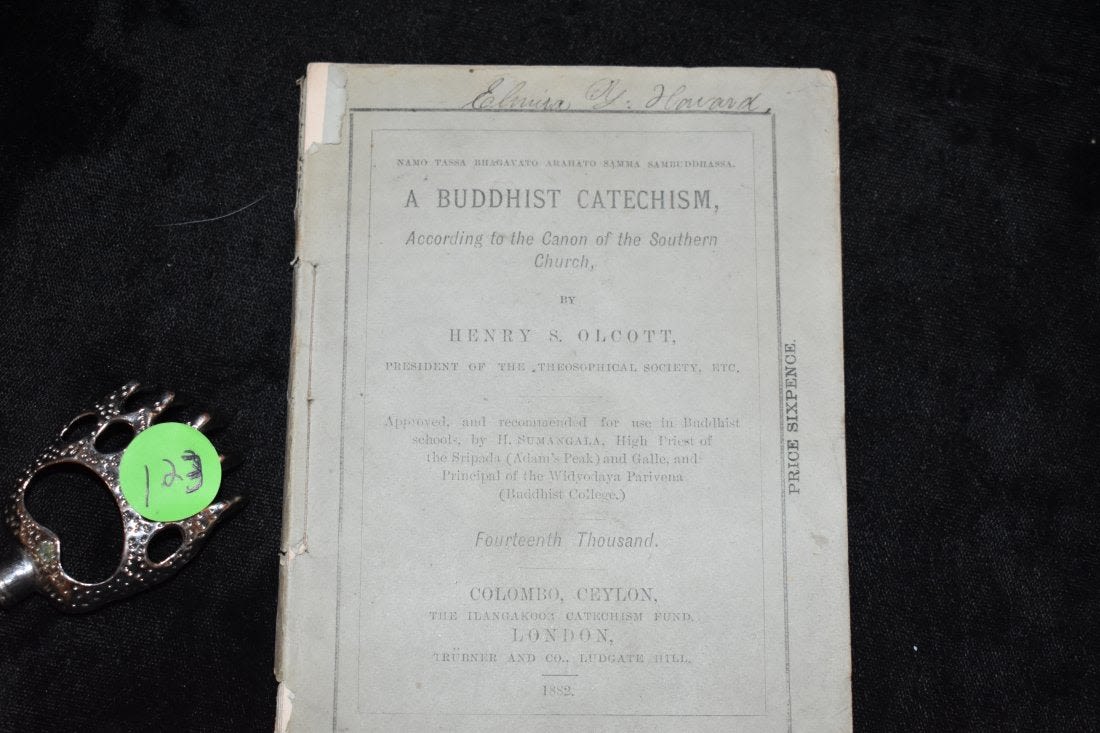 Elmira Y. Howard,
NAMO TASSA BHAGAVATO ARAHATO SAMMA SAMBUDDHASSA.
A BUDDHIST CATECHISM,
According to the Canon of the Southern
Church,
BY
HENRY S. OLCOTT,
PRESIDENT OF THE THEOSOPHICAL SOCIETY, ETC.
Approved, and recommended for use in Buddhist
schools, by H. SUMANGALA, High Priest of
the Sripada (Adam's Peak) and Galle, and
Principal of the Widyodaya Parivena
(Buddhist College.)
Fourteenth Thousand.
COLOMBO, CEYLON,
THE ILANGAKOON CATECHISM FUND.
LONDON,
TRÜBNER AND CO., LUDGATE HILL,
1882.
PRICE SIXPENCE.
123